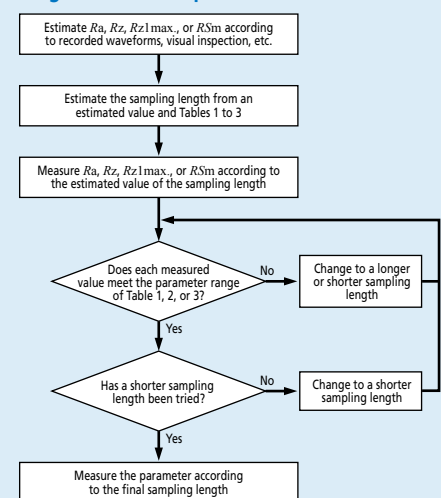 Estimate Ra, Rz, Rz1max., or RSm according
to recorded waveforms, visual inspection, etc.
Estimate the sampling length from an
estimated value and Tables 1 to 3
Measure Ra, Rz, Rz1max., or RSm according to
the estimated value of the sampling length
Does each measured
value meet the parameter range
of Table 1, 2, or 3?
No
Change to a longer
or shorter sampling
length
Yes
Has a shorter sampling
length been tried?
No
Change to a shorter
sampling length
Yes
Measure the parameter according
to the final sampling length